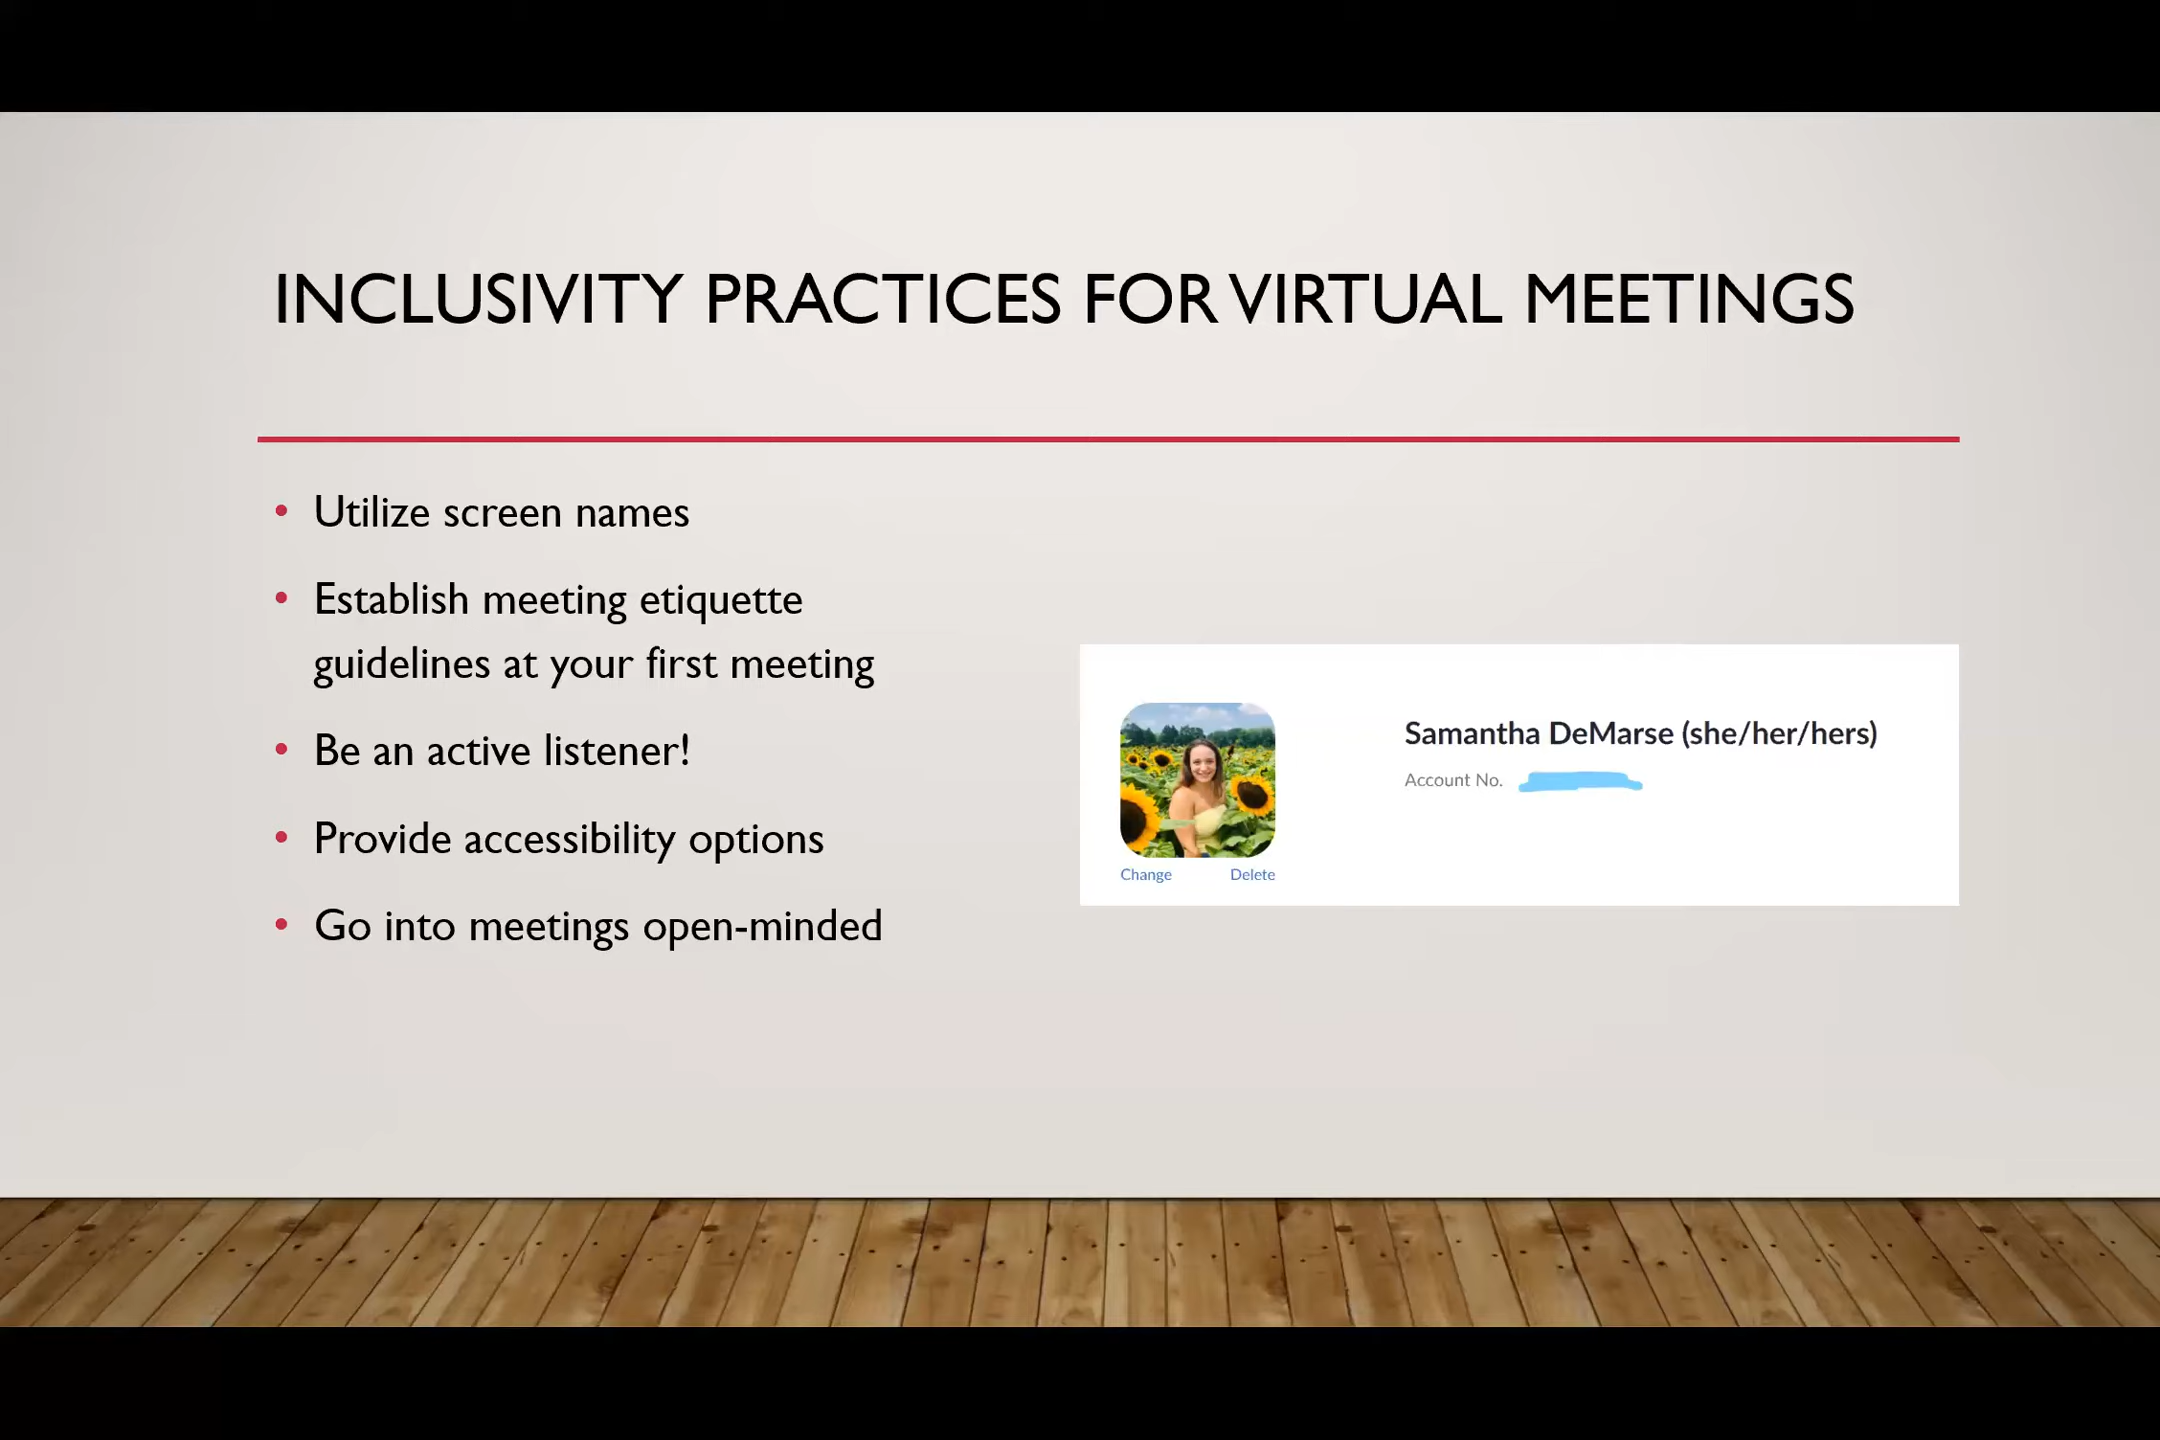 INCLUSIVITY PRACTICES FOR VIRTUAL MEETINGS
• Utilize screen names
• Establish meeting etiquette
guidelines at your first meeting
• Be an active listener!
• Provide accessibility options
• Go into meetings open-minded
Samantha DeMarse (she/her/hers)
Account No.
Change Delete